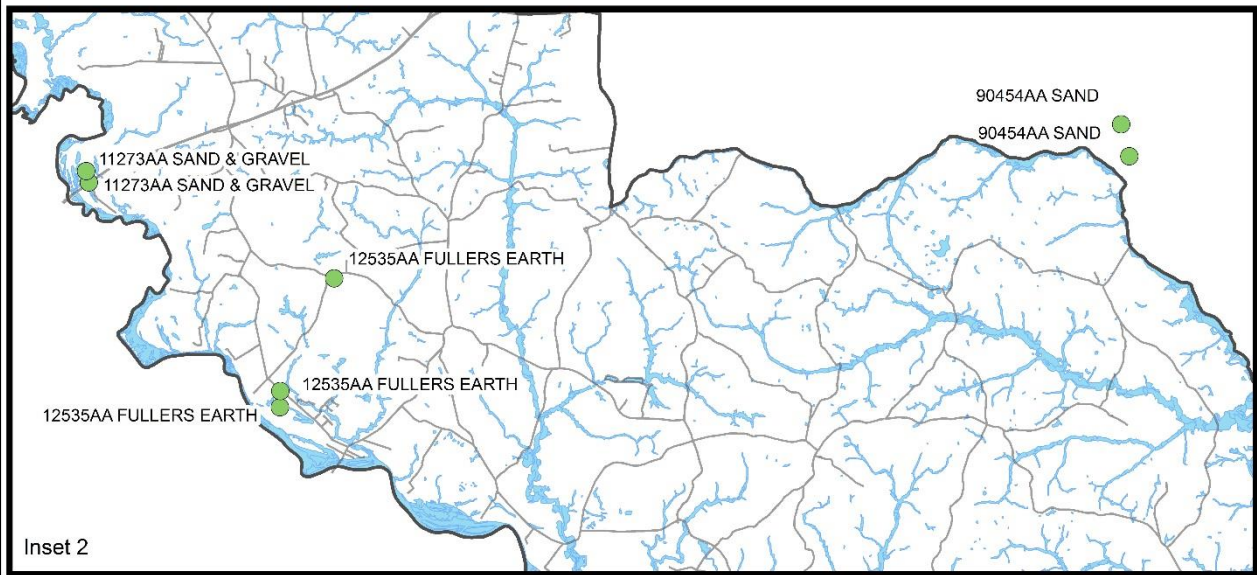 90454AA SAND
90454AA SAND
11273AA SAND & GRAVEL
11273AA SAND & GRAVEL
12535AA FULLERS EARTH
12535AA FULLERS EARTH
12535AA FULLERS EARTH
Inset 2